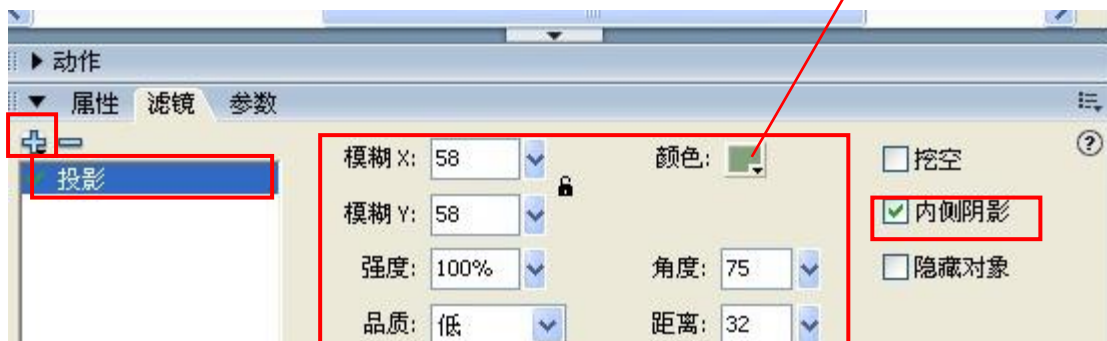 动作
属性 滤镜 参数
投影
模糊 X: 58 颜色: 挖空
模糊 Y: 58 内侧阴影
强度: 100% 角度: 75 隐藏对象
品质: 低 距离: 32